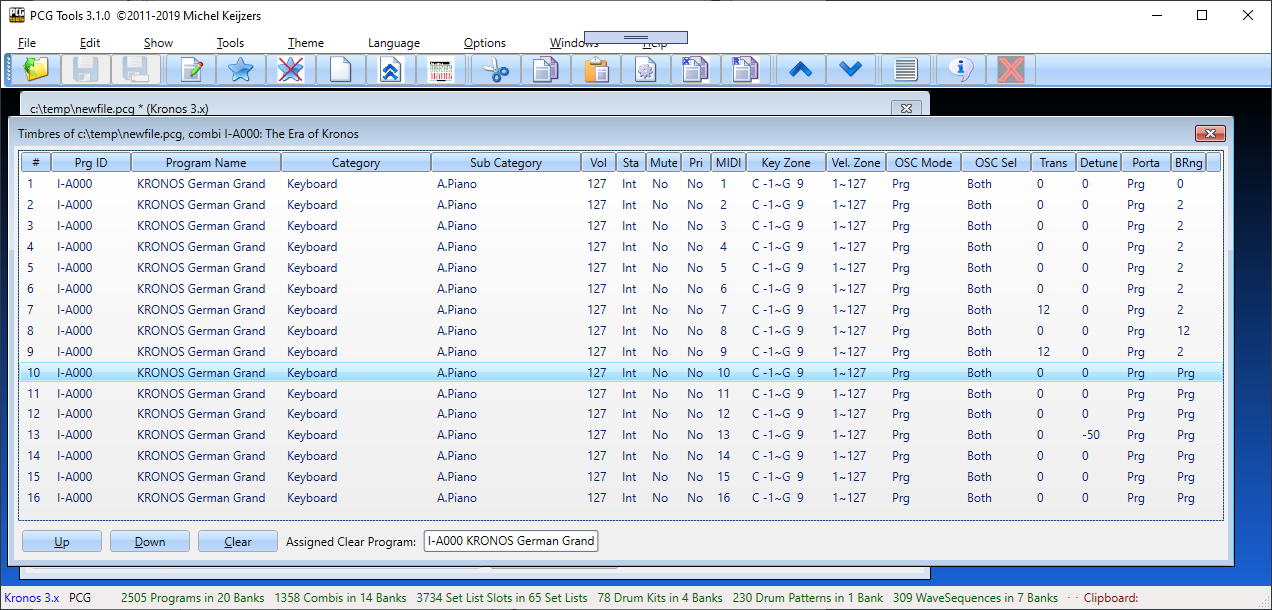 PCG Tools 3.1.0 ©2011-2019 Michel Keijzers
File Edit Show Tools Theme Language Options Windows Help
c:\temp\newfile.pcg * (Kronos 3.x)
Timbres of c:\temp\newfile.pcg, combi I-A000: The Era of Kronos
# Prg ID Program Name Category Sub Category Vol Sta Mute Pri MIDI Key Zone Vel. Zone OSC Mode OSC Sel Trans Detune Porta BRng
1 I-A000 KRONOS German Grand Keyboard A.Piano 127 Int No No 1 C -1~G 9 1~127 Prg Both 0 0 Prg 0
2 I-A000 KRONOS German Grand Keyboard A.Piano 127 Int No No 2 C -1~G 9 1~127 Prg Both 0 0 Prg 2
3 I-A000 KRONOS German Grand Keyboard A.Piano 127 Int No No 3 C -1~G 9 1~127 Prg Both 0 0 Prg 2
4 I-A000 KRONOS German Grand Keyboard A.Piano 127 Int No No 4 C -1~G 9 1~127 Prg Both 0 0 Prg 2
5 I-A000 KRONOS German Grand Keyboard A.Piano 127 Int No No 5 C -1~G 9 1~127 Prg Both 0 0 Prg 2
6 I-A000 KRONOS German Grand Keyboard A.Piano 127 Int No No 6 C -1~G 9 1~127 Prg Both 0 0 Prg 2
7 I-A000 KRONOS German Grand Keyboard A.Piano 127 Int No No 7 C -1~G 9 1~127 Prg Both 12 0 Prg 2
8 I-A000 KRONOS German Grand Keyboard A.Piano 127 Int No No 8 C -1~G 9 1~127 Prg Both 0 0 Prg 12
9 I-A000 KRONOS German Grand Keyboard A.Piano 127 Int No No 9 C -1~G 9 1~127 Prg Both 12 0 Prg 2
10 I-A000 KRONOS German Grand Keyboard A.Piano 127 Int No No 10 C -1~G 9 1~127 Prg Both 0 0 Prg Prg
11 I-A000 KRONOS German Grand Keyboard A.Piano 127 Int No No 11 C -1~G 9 1~127 Prg Both 0 0 Prg Prg
12 I-A000 KRONOS German Grand Keyboard A.Piano 127 Int No No 12 C -1~G 9 1~127 Prg Both 0 0 Prg Prg
13 I-A000 KRONOS German Grand Keyboard A.Piano 127 Int No No 13 C -1~G 9 1~127 Prg Both 0 -50 Prg Prg
14 I-A000 KRONOS German Grand Keyboard A.Piano 127 Int No No 14 C -1~G 9 1~127 Prg Both 0 0 Prg Prg
15 I-A000 KRONOS German Grand Keyboard A.Piano 127 Int No No 15 C -1~G 9 1~127 Prg Both 0 0 Prg Prg
16 I-A000 KRONOS German Grand Keyboard A.Piano 127 Int No No 16 C -1~G 9 1~127 Prg Both 0 0 Prg Prg
Up Down Clear Assigned Clear Program: I-A000 KRONOS German Grand
Kronos 3.x PCG 2505 Programs in 20 Banks 1358 Combis in 14 Banks 3734 Set List Slots in 65 Set Lists 78 Drum Kits in 4 Banks 230 Drum Patterns in 1 Bank 309 WaveSequences in 7 Banks Clipboard: